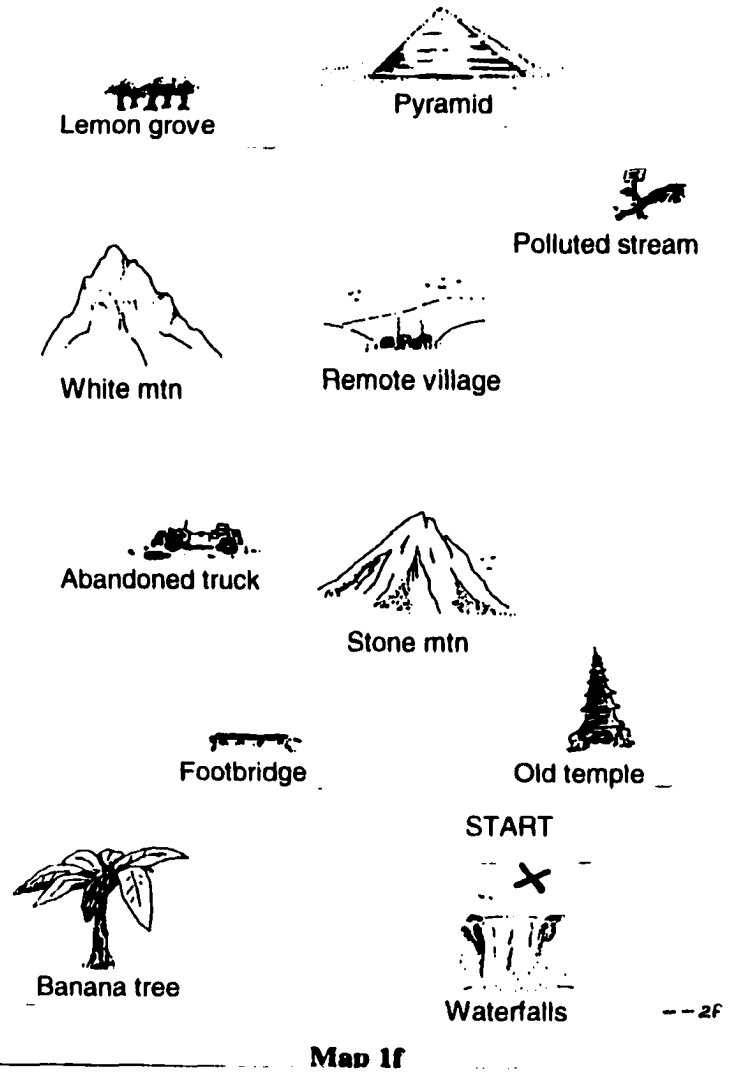 Lemon grove
Pyramid
Polluted stream
White mtn
Remote village
Abandoned truck
Stone mtn
Footbridge
Old temple
START
Banana tree
Waterfalls
--2f
Map 1f